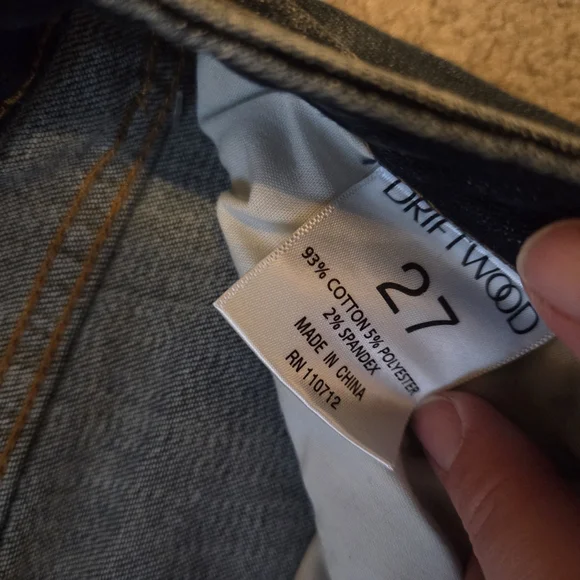 DRIFTWOOD
27
93% COTTON 5% POLYESTER
2% SPANDEX
MADE IN CHINA
RN 110712